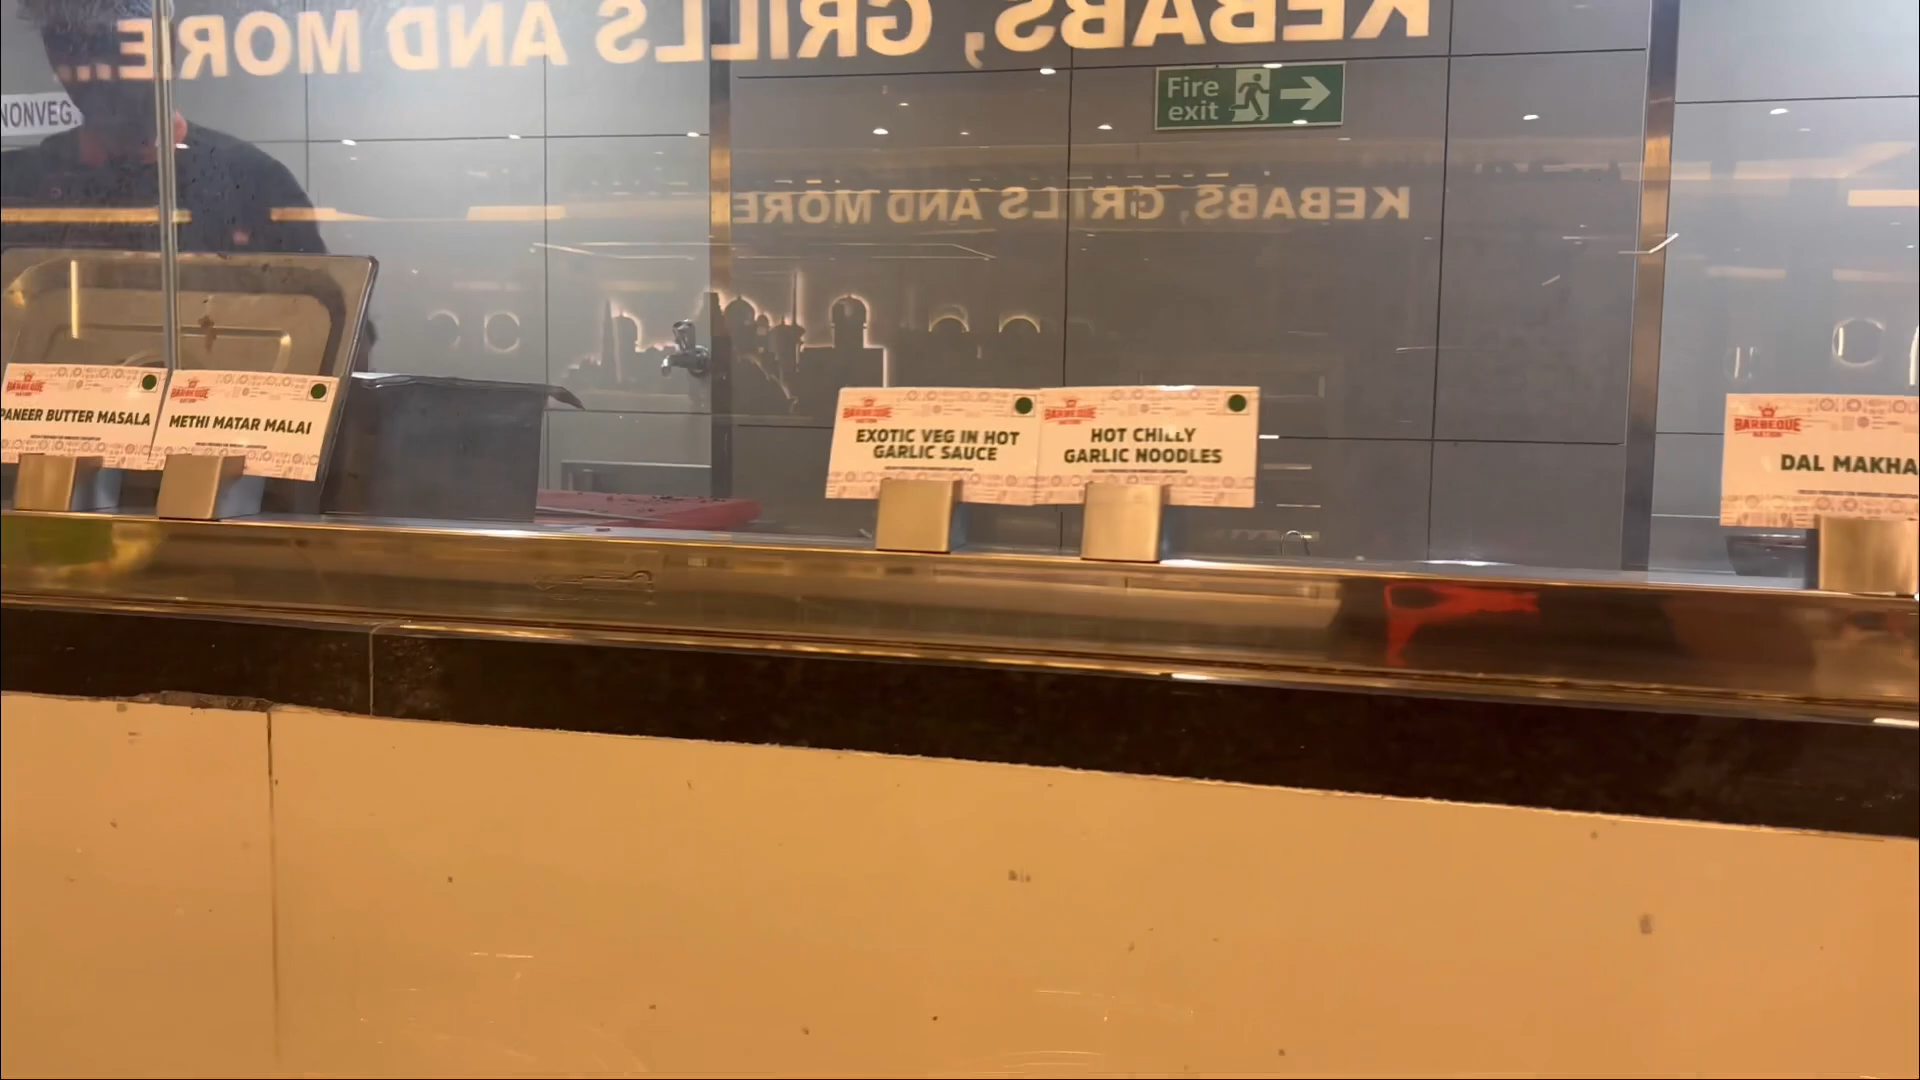 KEBABS, GRILLS AND MORE...
NONVEG.
Fire
exit
KEBABS, GRILLS AND MORE
BARBEQUE
NATION
PANEER BUTTER MASALA
BARBEQUE
NATION
METHI MATAR MALAI
BARBEQUE
NATION
EXOTIC VEG IN HOT
GARLIC SAUCE
BARBEQUE
NATION
HOT CHILLY
GARLIC NOODLES
BARBEQUE
NATION
DAL MAKHA